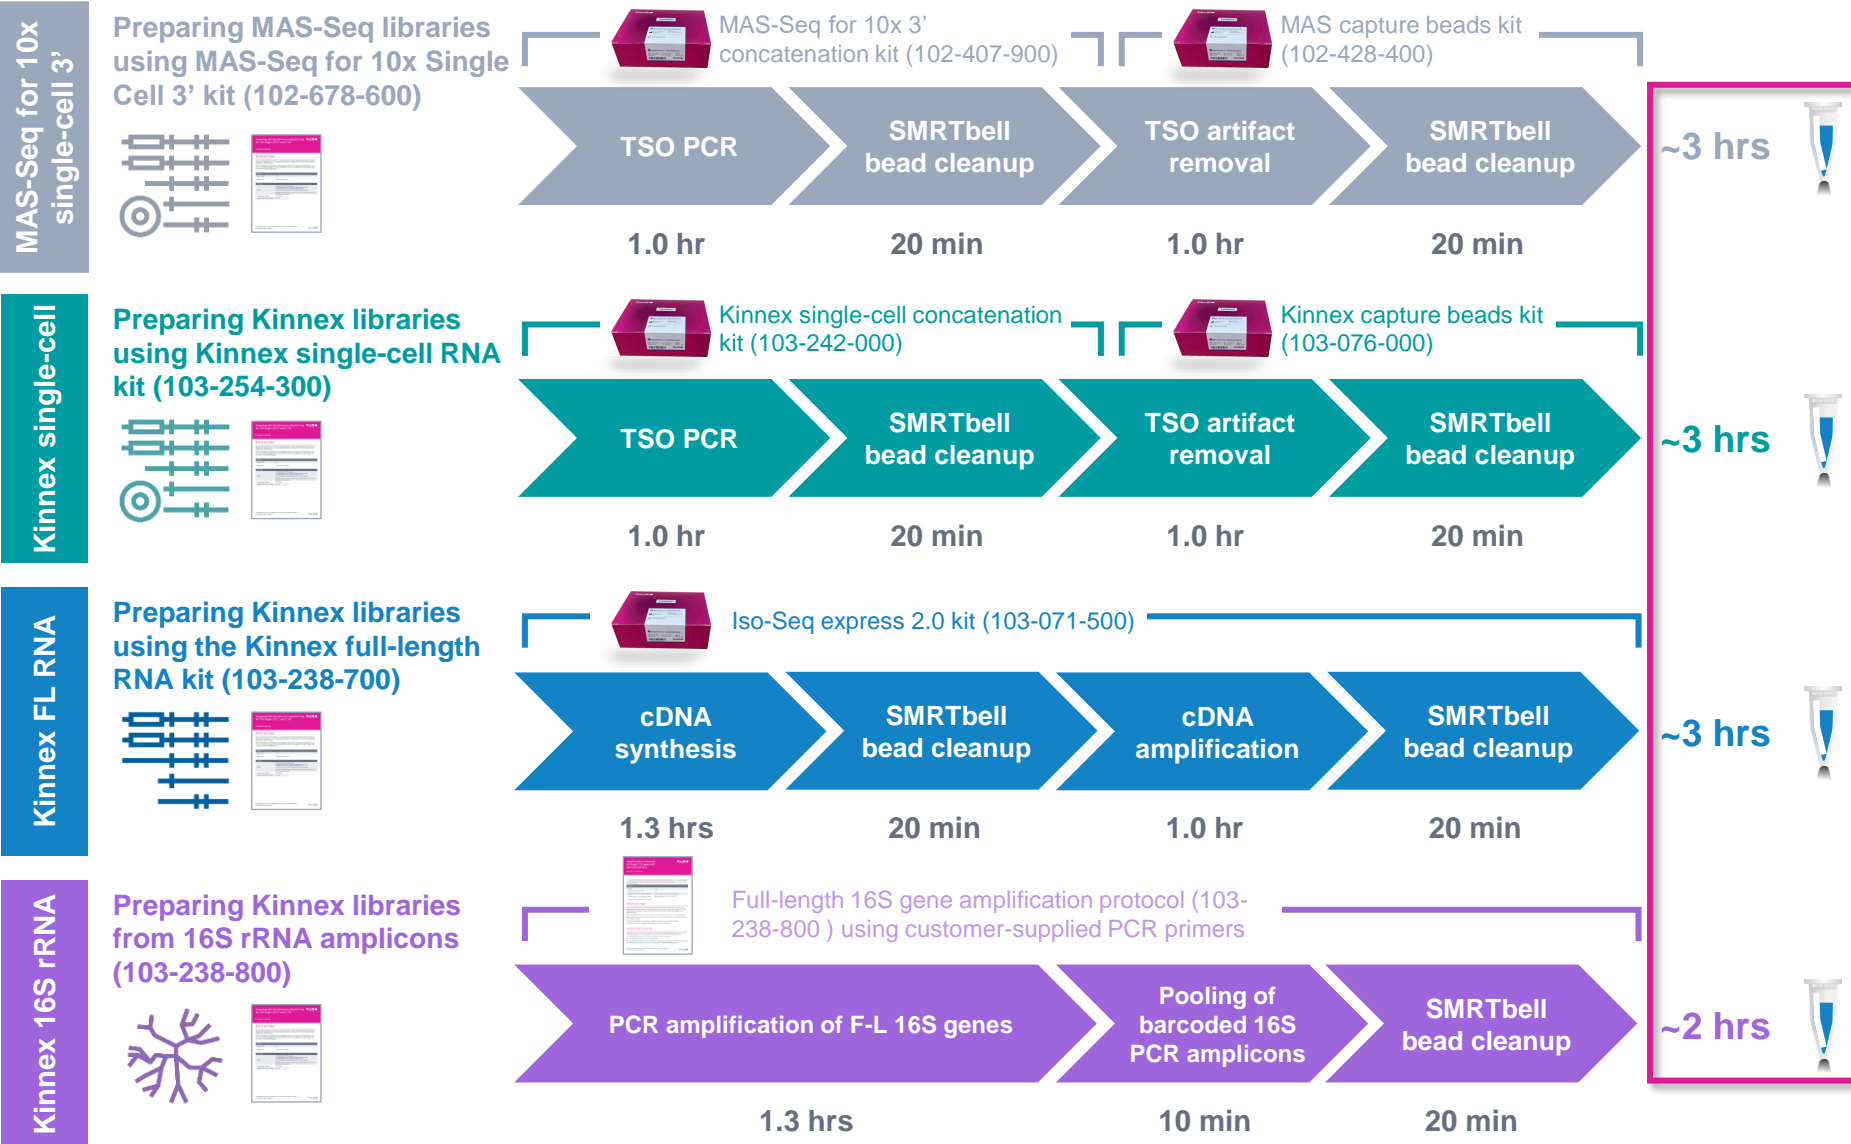 MAS-Seq for 10x
single-cell 3’
Preparing MAS-Seq libraries
using MAS-Seq for 10x Single
Cell 3’ kit (102-678-600)
MAS-Seq for 10x 3’
concatenation kit (102-407-900)
MAS capture beads kit
(102-428-400)
TSO PCR
SMRTbell
bead cleanup
TSO artifact
removal
SMRTbell
bead cleanup
~3 hrs
1.0 hr
20 min
1.0 hr
20 min
Kinnex single-cell
Preparing Kinnex libraries
using Kinnex single-cell RNA
kit (103-254-300)
Kinnex single-cell concatenation
kit (103-242-000)
Kinnex capture beads kit
(103-076-000)
TSO PCR
SMRTbell
bead cleanup
TSO artifact
removal
SMRTbell
bead cleanup
~3 hrs
1.0 hr
20 min
1.0 hr
20 min
Kinnex FL RNA
Preparing Kinnex libraries
using the Kinnex full-length
RNA kit (103-238-700)
Iso-Seq express 2.0 kit (103-071-500)
cDNA
synthesis
SMRTbell
bead cleanup
cDNA
amplification
SMRTbell
bead cleanup
~3 hrs
1.3 hrs
20 min
1.0 hr
20 min
Kinnex 16S rRNA
Preparing Kinnex libraries
from 16S rRNA amplicons
(103-238-800)
Full-length 16S gene amplification protocol (103-
238-800 ) using customer-supplied PCR primers
PCR amplification of F-L 16S genes
Pooling of
barcoded 16S
PCR amplicons
SMRTbell
bead cleanup
~2 hrs
1.3 hrs
10 min
20 min